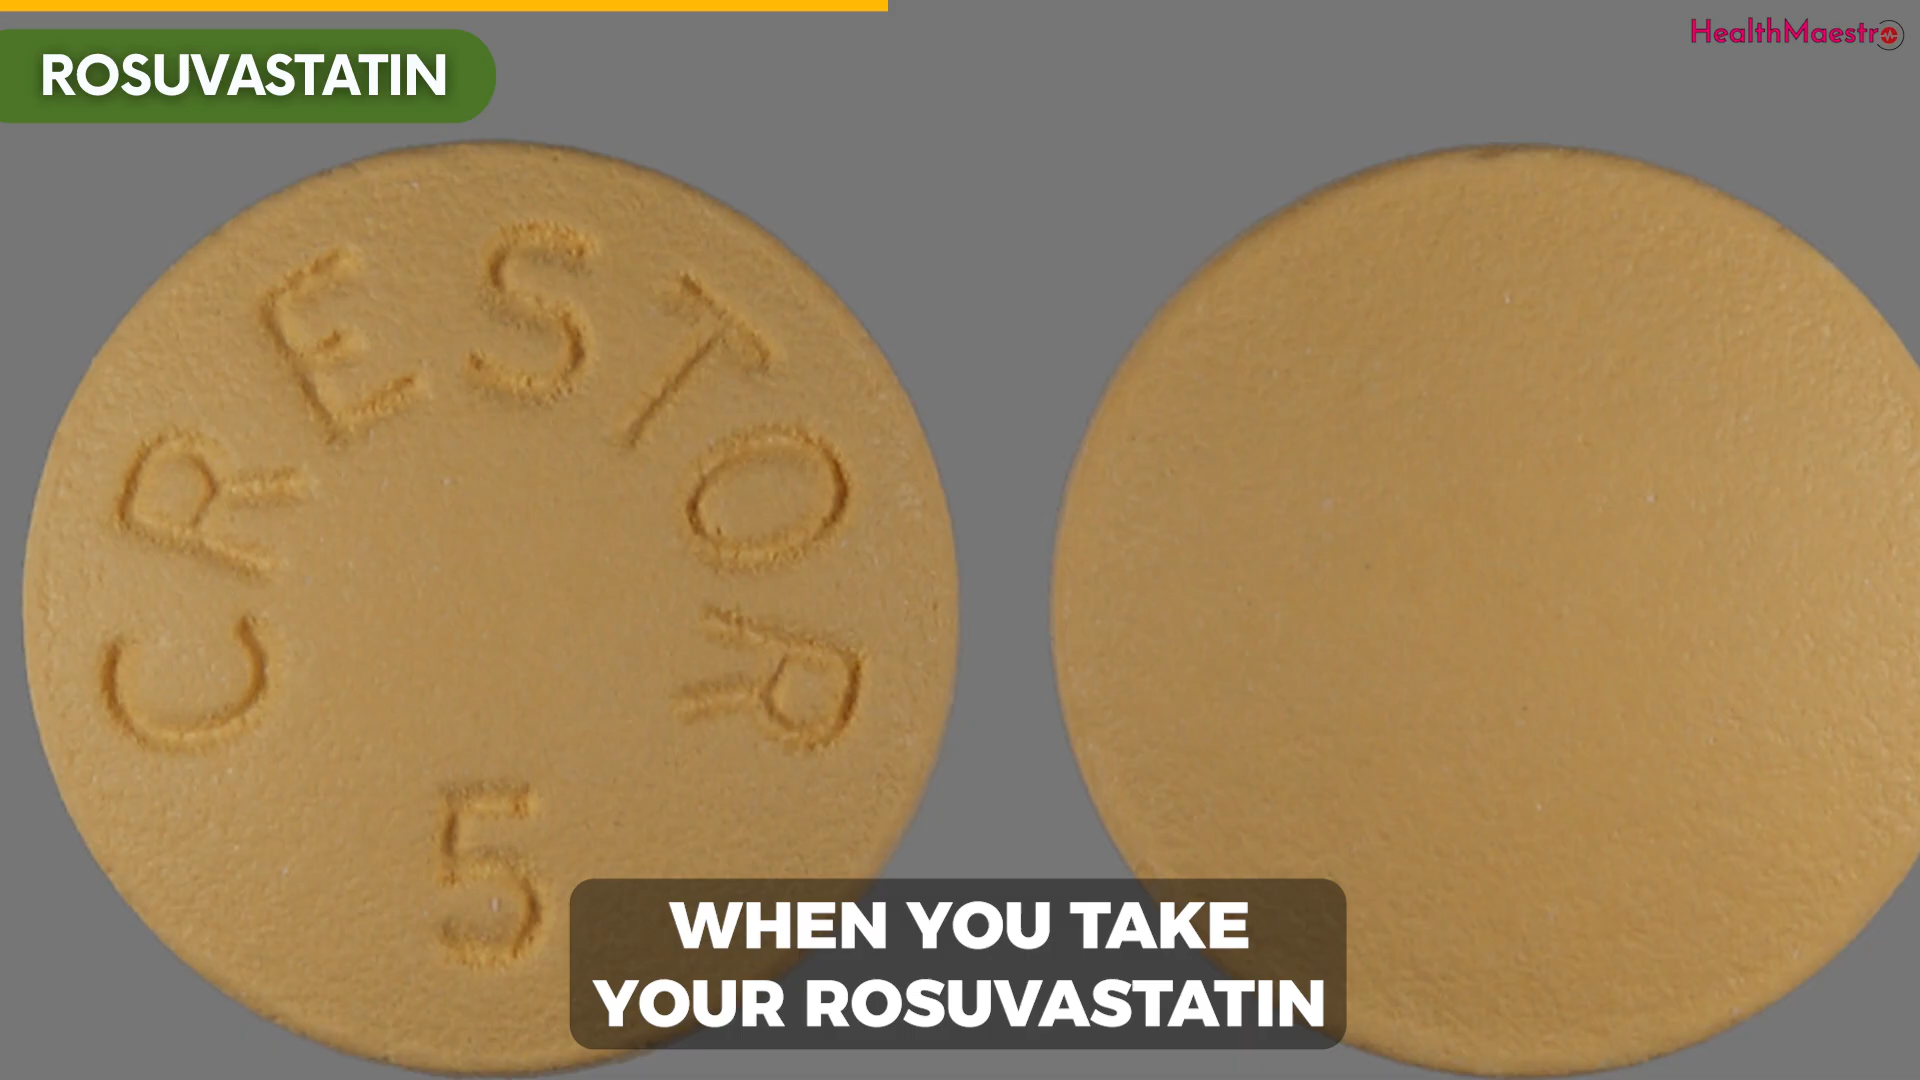 ROSUVASTATIN
HealthMaestro
CRESTOR
5
WHEN YOU TAKE
YOUR ROSUVASTATIN